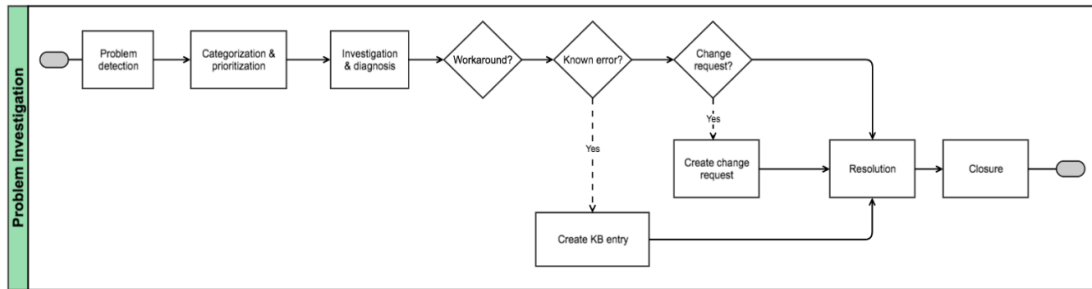 Problem Investigation
Problem
detection
Categorization &
prioritization
Investigation
& diagnosis
Workaround?
Known error?
Change
request?
Yes
Yes
Create change
request
Resolution
Closure
Create KB entry